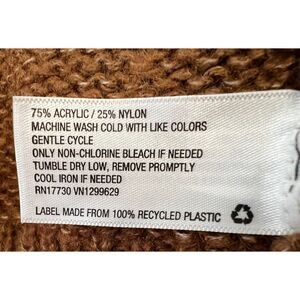 75% ACRYLIC / 25% NYLON
MACHINE WASH COLD WITH LIKE COLORS
GENTLE CYCLE
ONLY NON-CHLORINE BLEACH IF NEEDED
TUMBLE DRY LOW, REMOVE PROMPTLY
COOL IRON IF NEEDED
RN17730 VN1299629
LABEL MADE FROM 100% RECYCLED PLASTIC